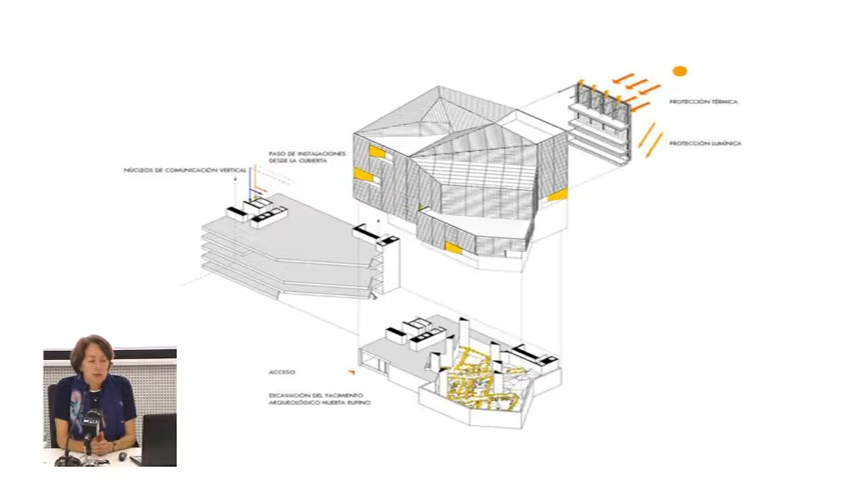 PROTECCIÓN TÉRMICA
PROTECCIÓN LUMÍNICA
PASO DE INSTALACIONES
DESDE LA CUBIERTA
NÚCLEOS DE COMUNICACIÓN VERTICAL
ACCESO
EXCAVACIÓN DEL YACIMIENTO
ARQUEOLÓGICO HUERTA RUFINO